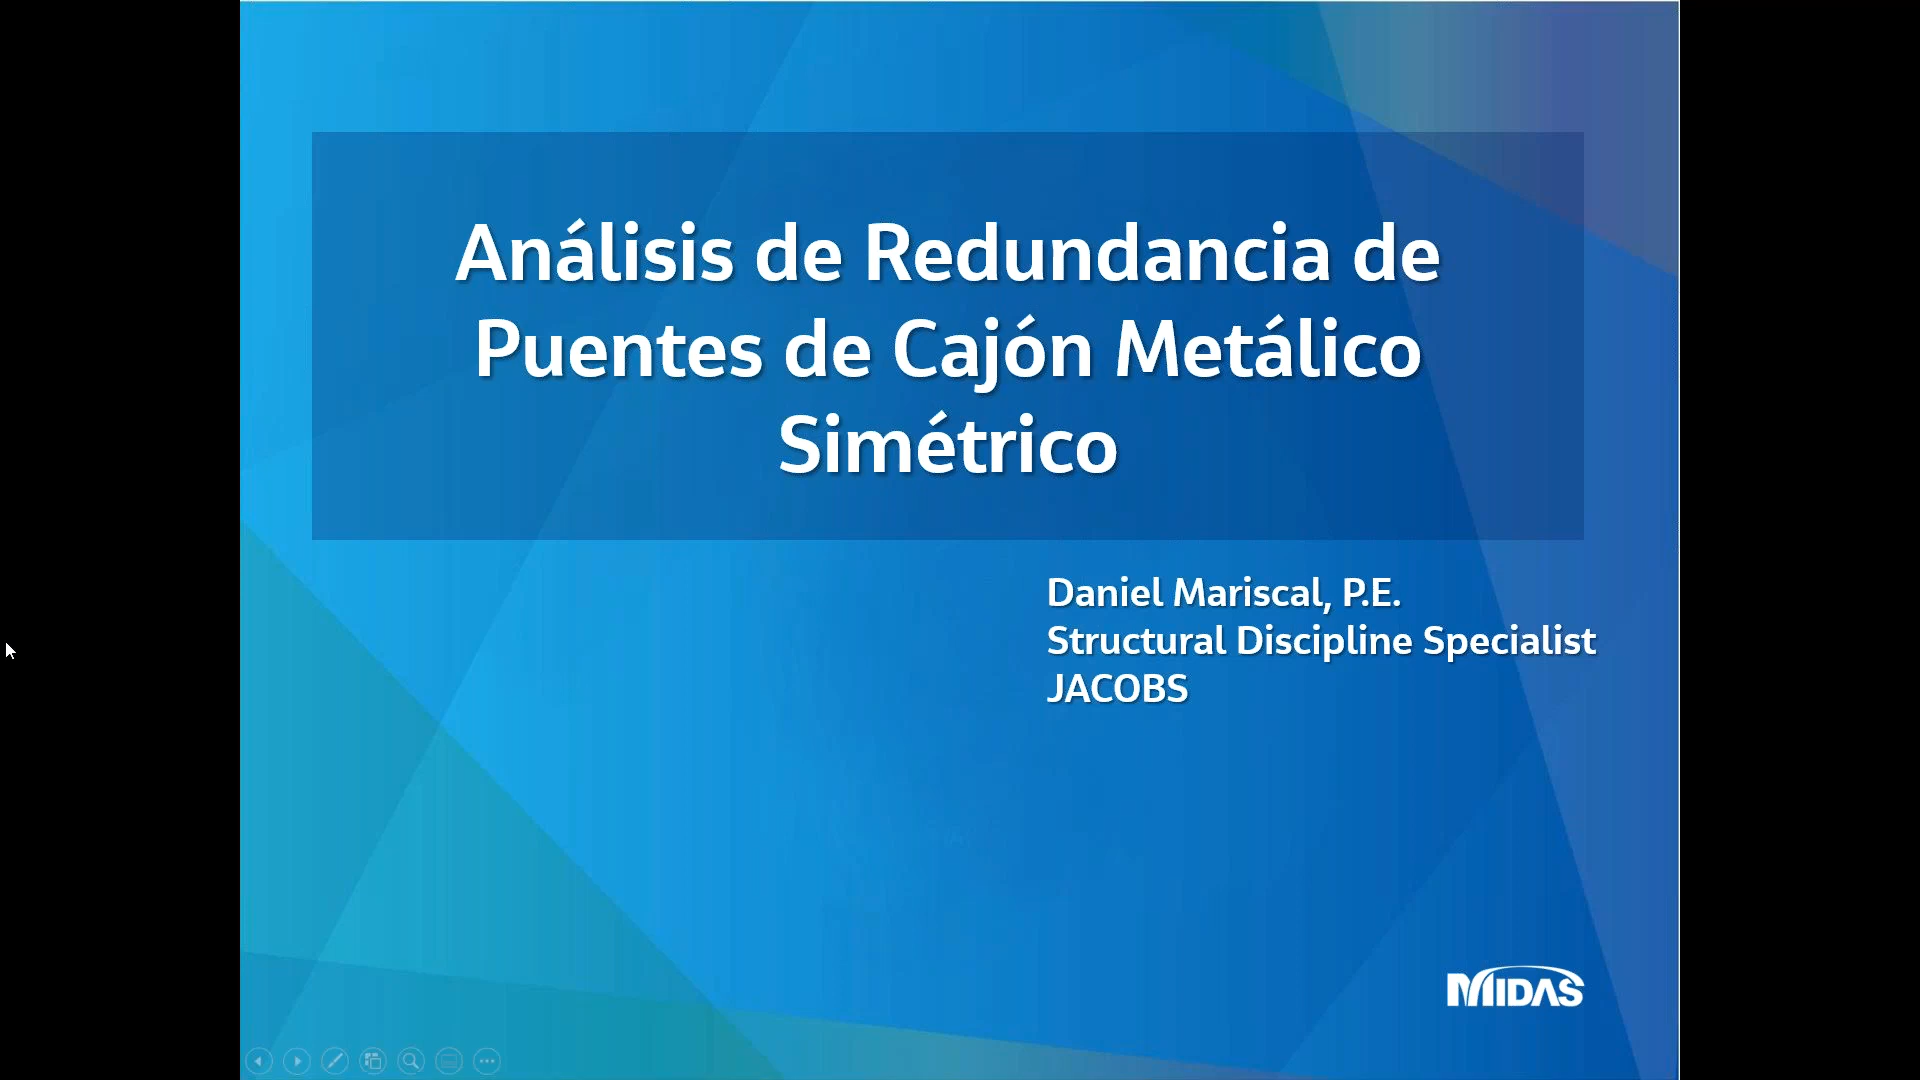 Análisis de Redundancia de
Puentes de Cajón Metálico
Simétrico
Daniel Mariscal, P.E.
Structural Discipline Specialist
JACOBS
MIDAS